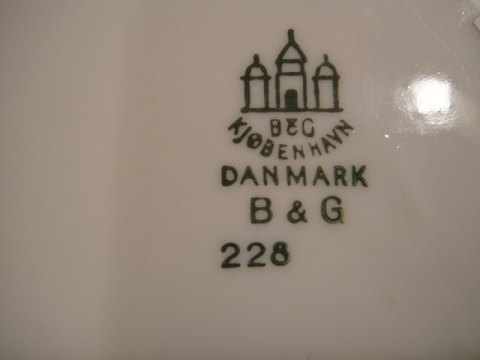 B&G
KJØBENHAVN
DANMARK
B & G
228